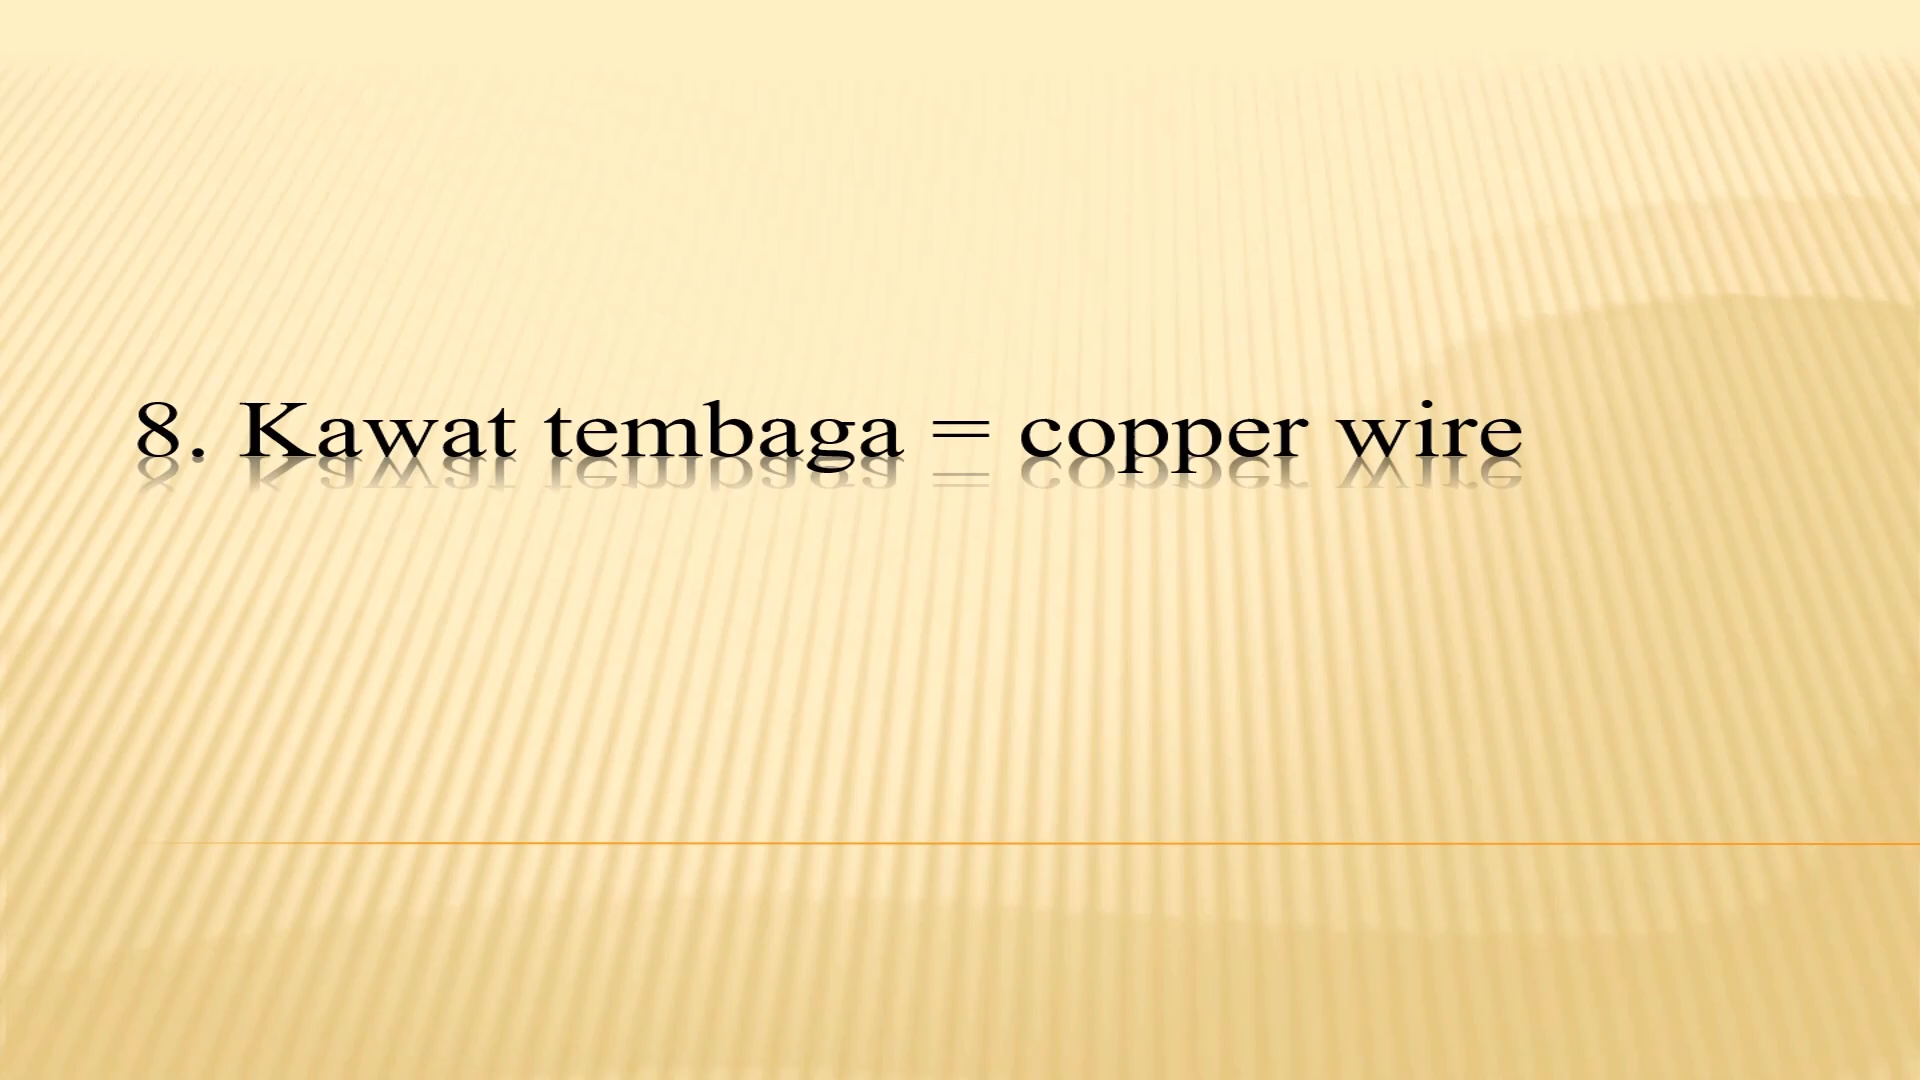 8. Kawat tembaga = copper wire